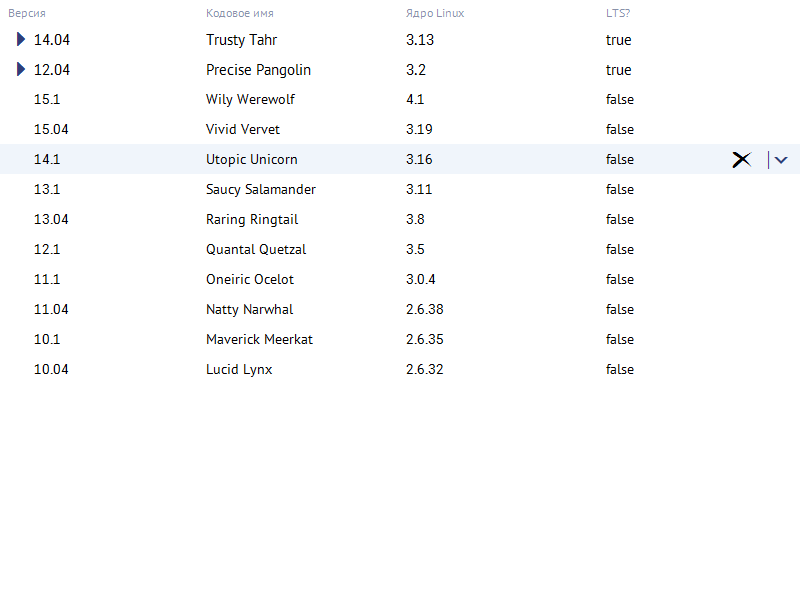 Версия Кодовое имя Ядро Linux LTS?
14.04 Trusty Tahr 3.13 true
12.04 Precise Pangolin 3.2 true
15.1 Wily Werewolf 4.1 false
15.04 Vivid Vervet 3.19 false
14.1 Utopic Unicorn 3.16 false
13.1 Saucy Salamander 3.11 false
13.04 Raring Ringtail 3.8 false
12.1 Quantal Quetzal 3.5 false
11.1 Oneiric Ocelot 3.0.4 false
11.04 Natty Narwhal 2.6.38 false
10.1 Maverick Meerkat 2.6.35 false
10.04 Lucid Lynx 2.6.32 false